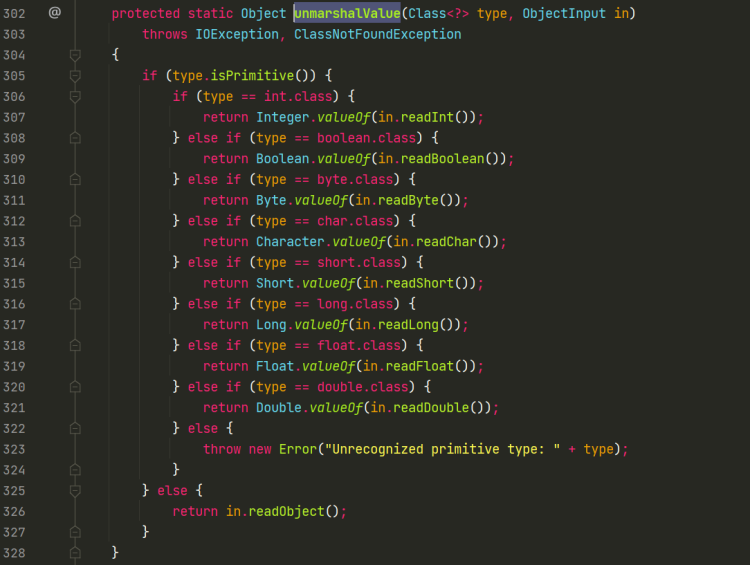 302 @ protected static Object unmarshalValue(Class<?> type, ObjectInput in)
303 throws IOException, ClassNotFoundException
304 {
305 if (type.isPrimitive()) {
306 if (type == int.class) {
307 return Integer.valueOf(in.readInt());
308 } else if (type == boolean.class) {
309 return Boolean.valueOf(in.readBoolean());
310 } else if (type == byte.class) {
311 return Byte.valueOf(in.readByte());
312 } else if (type == char.class) {
313 return Character.valueOf(in.readChar());
314 } else if (type == short.class) {
315 return Short.valueOf(in.readShort());
316 } else if (type == long.class) {
317 return Long.valueOf(in.readLong());
318 } else if (type == float.class) {
319 return Float.valueOf(in.readFloat());
320 } else if (type == double.class) {
321 return Double.valueOf(in.readDouble());
322 } else {
323 throw new Error("Unrecognized primitive type: " + type);
324 }
325 } else {
326 return in.readObject();
327 }
328 }